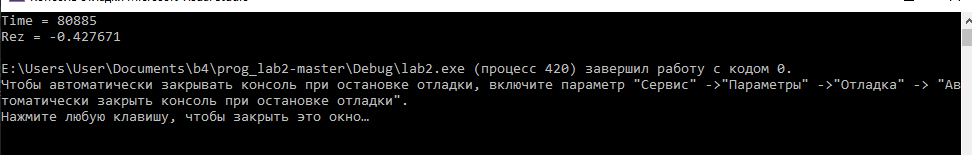 Time = 80885
Rez = -0.427671
E:\Users\User\Documents\b4\prog_lab2-master\Debug\lab2.exe (процесс 420) завершил работу с кодом 0.
Чтобы автоматически закрывать консоль при остановке отладки, включите параметр "Сервис" ->"Параметры" ->"Отладка" -> "Ав
томатически закрыть консоль при остановке отладки".
Нажмите любую клавишу, чтобы закрыть это окно…